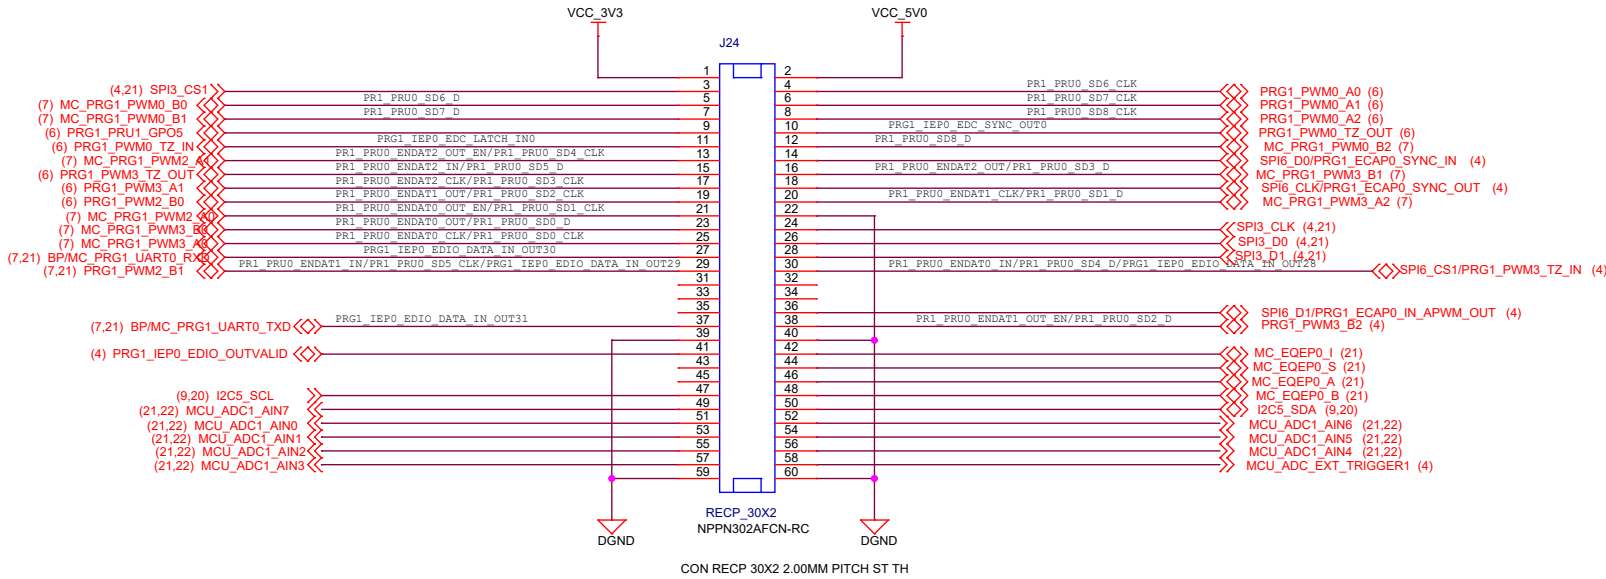 VCC_3V3 VCC_5V0
J24
1 2
(4,21) SPI3_CS1 3 4 PR1_PRU0_SD6_CLK PRG1_PWM0_A0 (6)
(7) MC_PRG1_PWM0_B0 PR1_PRU0_SD6_D 5 6 PR1_PRU0_SD7_CLK PRG1_PWM0_A1 (6)
(7) MC_PRG1_PWM0_B1 PR1_PRU0_SD7_D 7 8 PR1_PRU0_SD8_CLK PRG1_PWM0_A2 (6)
(6) PRG1_PRU1_GPO5 9 10 PRG1_IEP0_EDC_SYNC_OUT0 PRG1_PWM0_TZ_OUT (6)
(6) PRG1_PWM0_TZ_IN PRG1_IEP0_EDC_LATCH_IN0 11 12 PR1_PRU0_SD8_D MC_PRG1_PWM0_B2 (7)
(7) MC_PRG1_PWM2_A1 PR1_PRU0_ENDAT2_OUT_EN/PR1_PRU0_SD4_CLK 13 14 SPI6_D0/PRG1_ECAP0_SYNC_IN (4)
(6) PRG1_PWM3_TZ_OUT PR1_PRU0_ENDAT2_IN/PR1_PRU0_SD5_D 15 16 PR1_PRU0_ENDAT2_OUT/PR1_PRU0_SD3_D MC_PRG1_PWM3_B1 (7)
(6) PRG1_PWM3_A1 PR1_PRU0_ENDAT2_CLK/PR1_PRU0_SD3_CLK 17 18 SPI6_CLK/PRG1_ECAP0_SYNC_OUT (4)
(6) PRG1_PWM2_B0 PR1_PRU0_ENDAT1_OUT/PR1_PRU0_SD2_CLK 19 20 PR1_PRU0_ENDAT1_CLK/PR1_PRU0_SD1_D MC_PRG1_PWM3_A2 (7)
(7) MC_PRG1_PWM2_A0 PR1_PRU0_ENDAT0_OUT_EN/PR1_PRU0_SD1_CLK 21 22
(7) MC_PRG1_PWM3_B0 PR1_PRU0_ENDAT0_OUT/PR1_PRU0_SD0_D 23 24 SPI3_CLK (4,21)
(7) MC_PRG1_PWM3_A0 PR1_PRU0_ENDAT0_CLK/PR1_PRU0_SD0_CLK 25 26 SPI3_D0 (4,21)
(7,21) BP/MC_PRG1_UART0_RXD PRG1_IEP0_EDIO_DATA_IN_OUT30 27 28 SPI3_D1 (4,21)
(7,21) PRG1_PWM2_B1 PR1_PRU0_ENDAT1_IN/PR1_PRU0_SD5_CLK/PRG1_IEP0_EDIO_DATA_IN_OUT29 29 30 PR1_PRU0_ENDAT0_IN/PR1_PRU0_SD4_D/PRG1_IEP0_EDIO_DATA_IN_OUT28 SPI6_CS1/PRG1_PWM3_TZ_IN (4)
31 32
33 34
35 36 SPI6_D1/PRG1_ECAP0_IN_APWM_OUT (4)
(7,21) BP/MC_PRG1_UART0_TXD PRG1_IEP0_EDIO_DATA_IN_OUT31 37 38 PR1_PRU0_ENDAT1_OUT_EN/PR1_PRU0_SD2_D PRG1_PWM3_B2 (4)
39 40
(4) PRG1_IEP0_EDIO_OUTVALID 41 42 MC_EQEP0_I (21)
43 44 MC_EQEP0_S (21)
45 46 MC_EQEP0_A (21)
(9,20) I2C5_SCL 47 48 MC_EQEP0_B (21)
(21,22) MCU_ADC1_AIN7 49 50 I2C5_SDA (9,20)
(21,22) MCU_ADC1_AIN0 51 52 MCU_ADC1_AIN6 (21,22)
(21,22) MCU_ADC1_AIN1 53 54 MCU_ADC1_AIN5 (21,22)
(21,22) MCU_ADC1_AIN2 55 56 MCU_ADC1_AIN4 (21,22)
(21,22) MCU_ADC1_AIN3 57 58 MCU_ADC_EXT_TRIGGER1 (4)
59 60
RECP_30X2
NPPN302AFCN-RC
DGND DGND
CON RECP 30X2 2.00MM PITCH ST TH